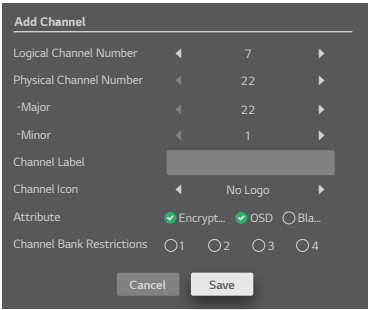 Add Channel
Logical Channel Number 7
Physical Channel Number 22
-Major 22
-Minor 1
Channel Label
Channel Icon No Logo
Attribute Encrypt... OSD Bla...
Channel Bank Restrictions 1 2 3 4
Cancel Save